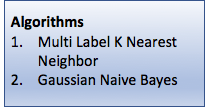 Algorithms
1. Multi Label K Nearest
Neighbor
2. Gaussian Naive Bayes